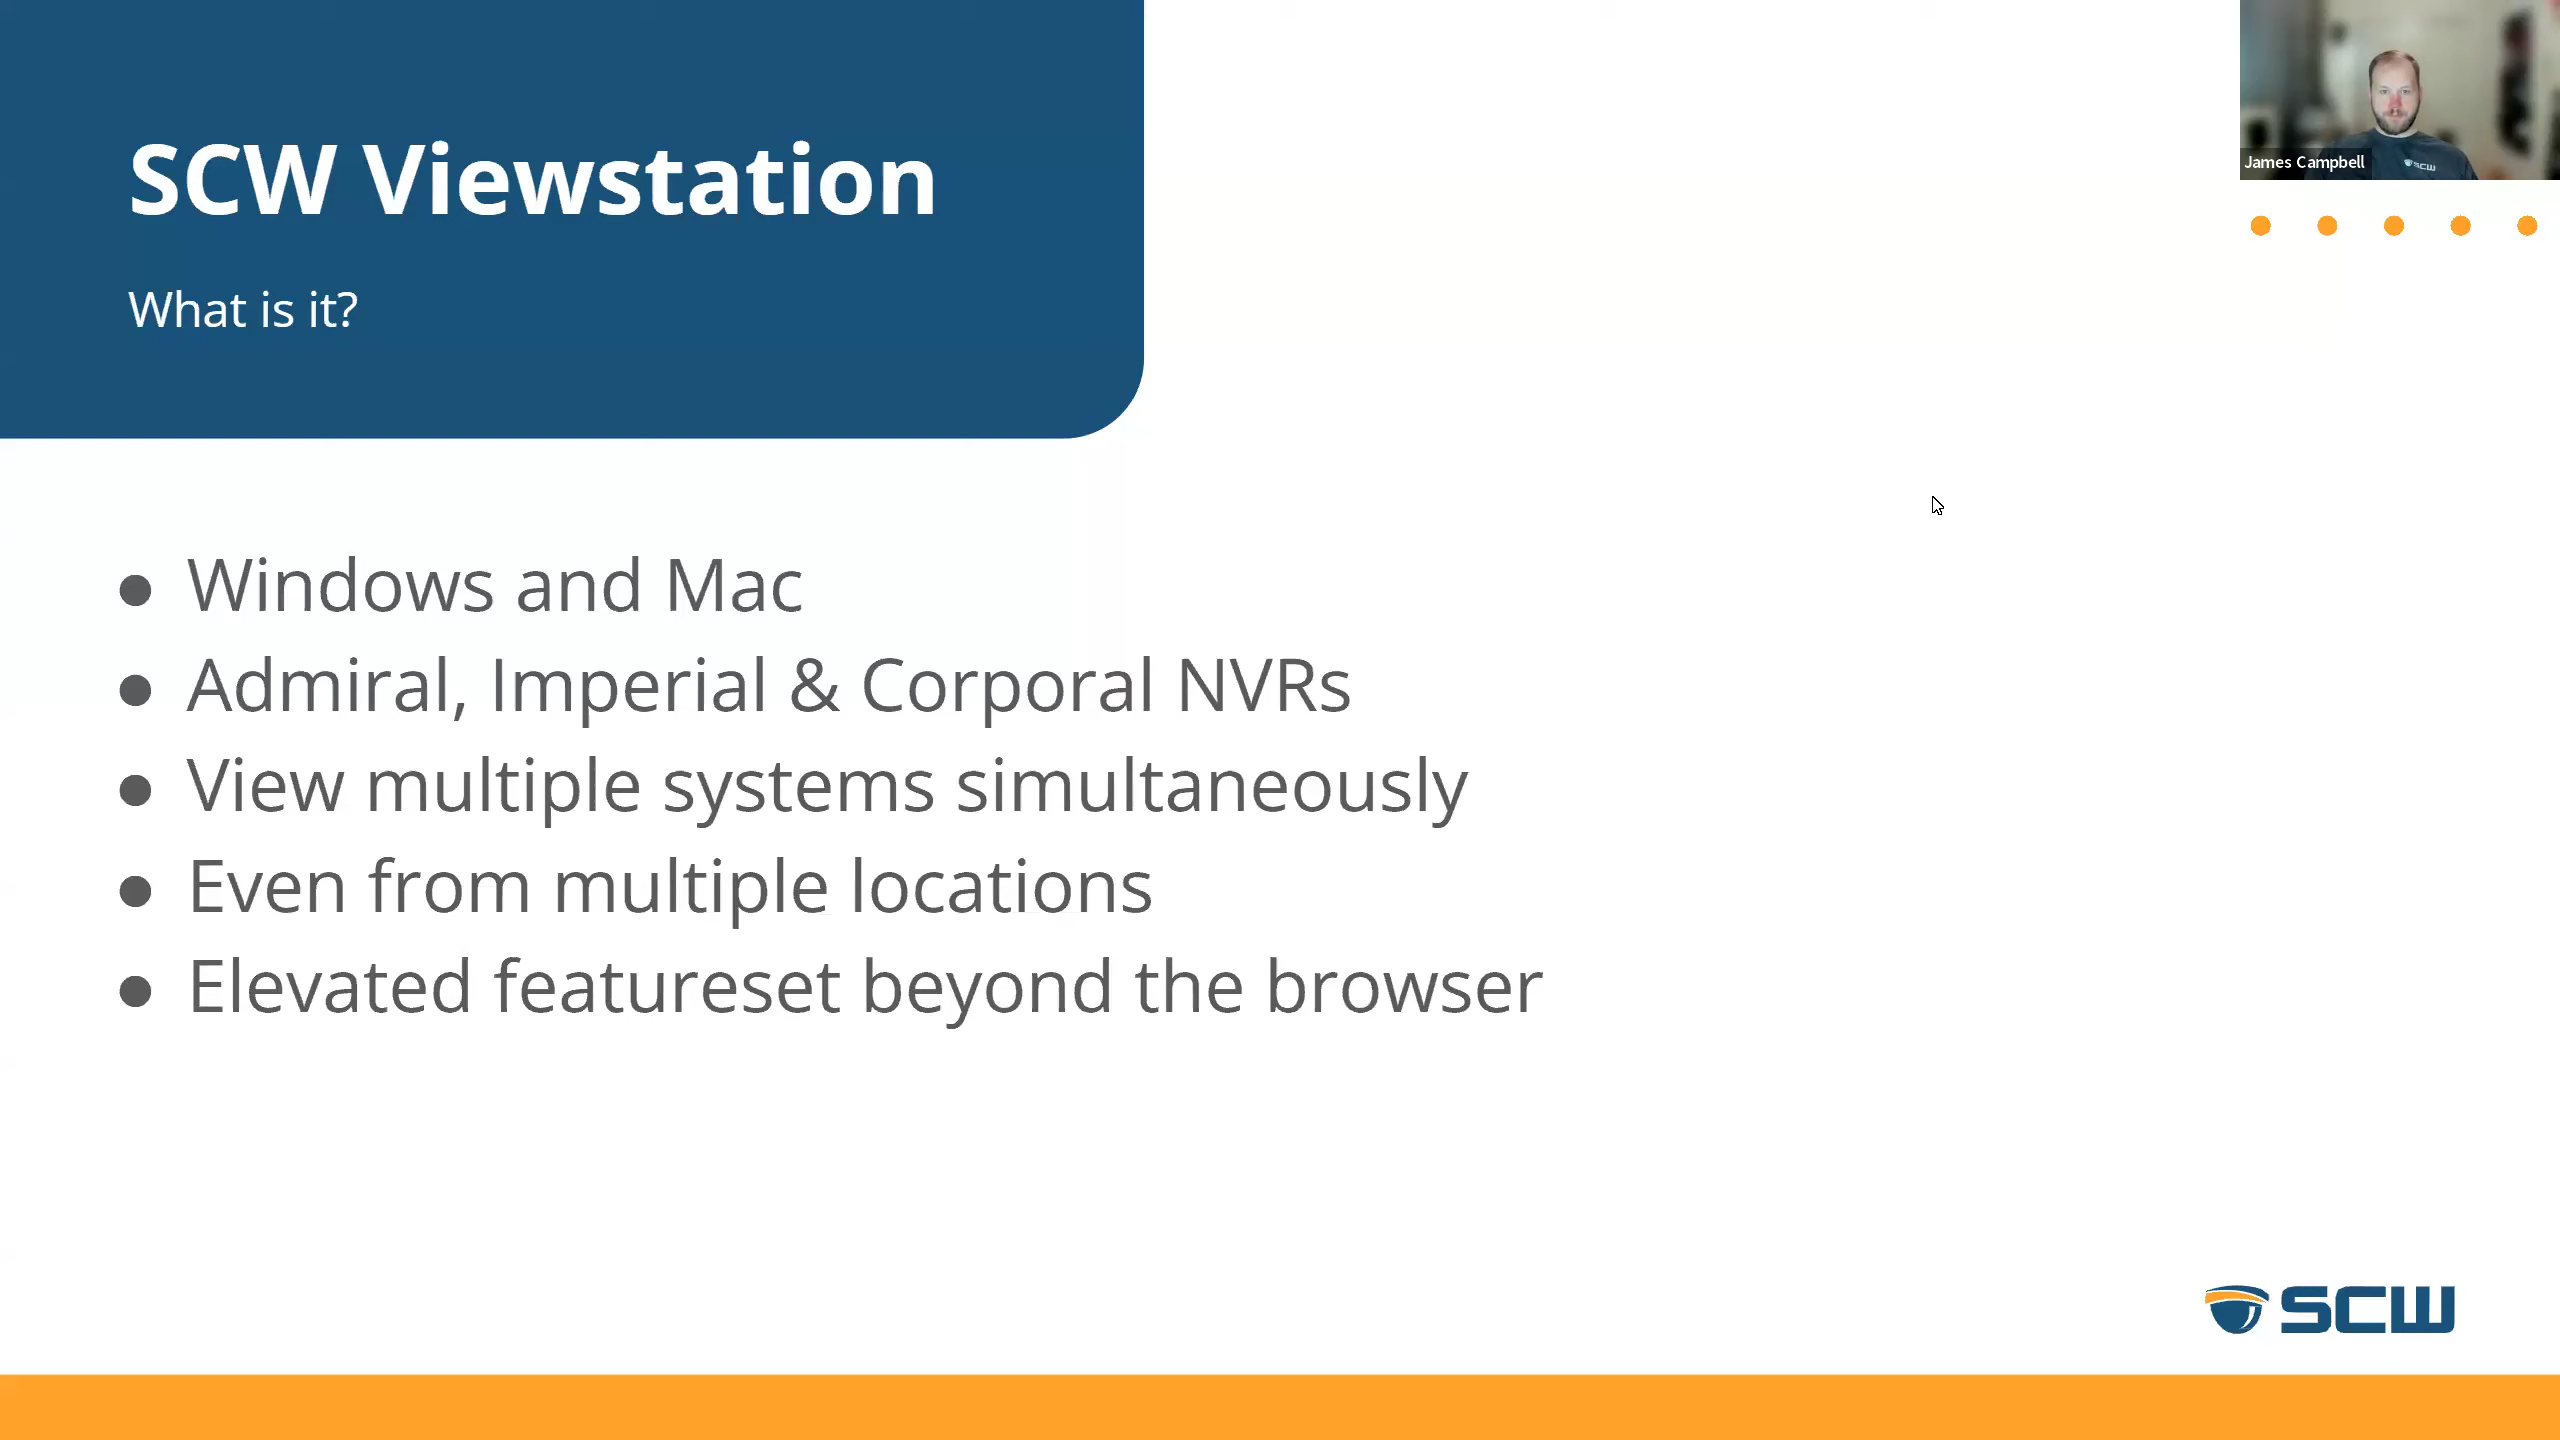 SCW Viewstation
What is it?
James Campbell
SCW
● Windows and Mac
● Admiral, Imperial & Corporal NVRs
● View multiple systems simultaneously
● Even from multiple locations
● Elevated featureset beyond the browser
SCW